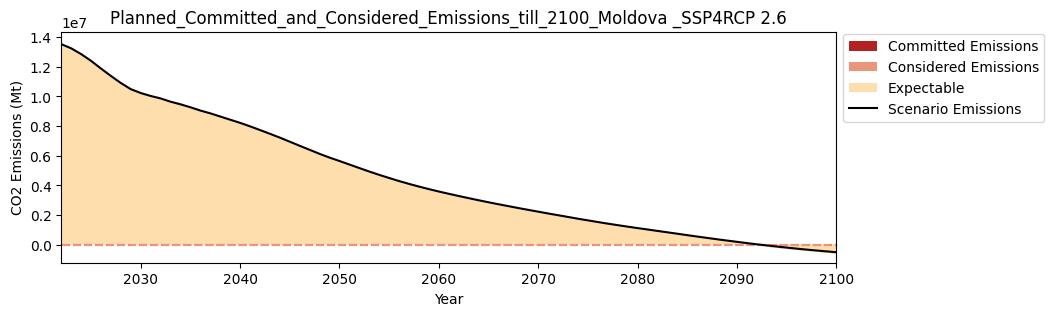 Planned_Committed_and_Considered_Emissions_till_2100_Moldova _SSP4RCP 2.6
1e7
1.4
1.2
1.0
0.8
0.6
0.4
0.2
0.0
CO2 Emissions (Mt)
2030 2040 2050 2060 2070 2080 2090 2100
Year
Committed Emissions
Considered Emissions
Expectable
Scenario Emissions